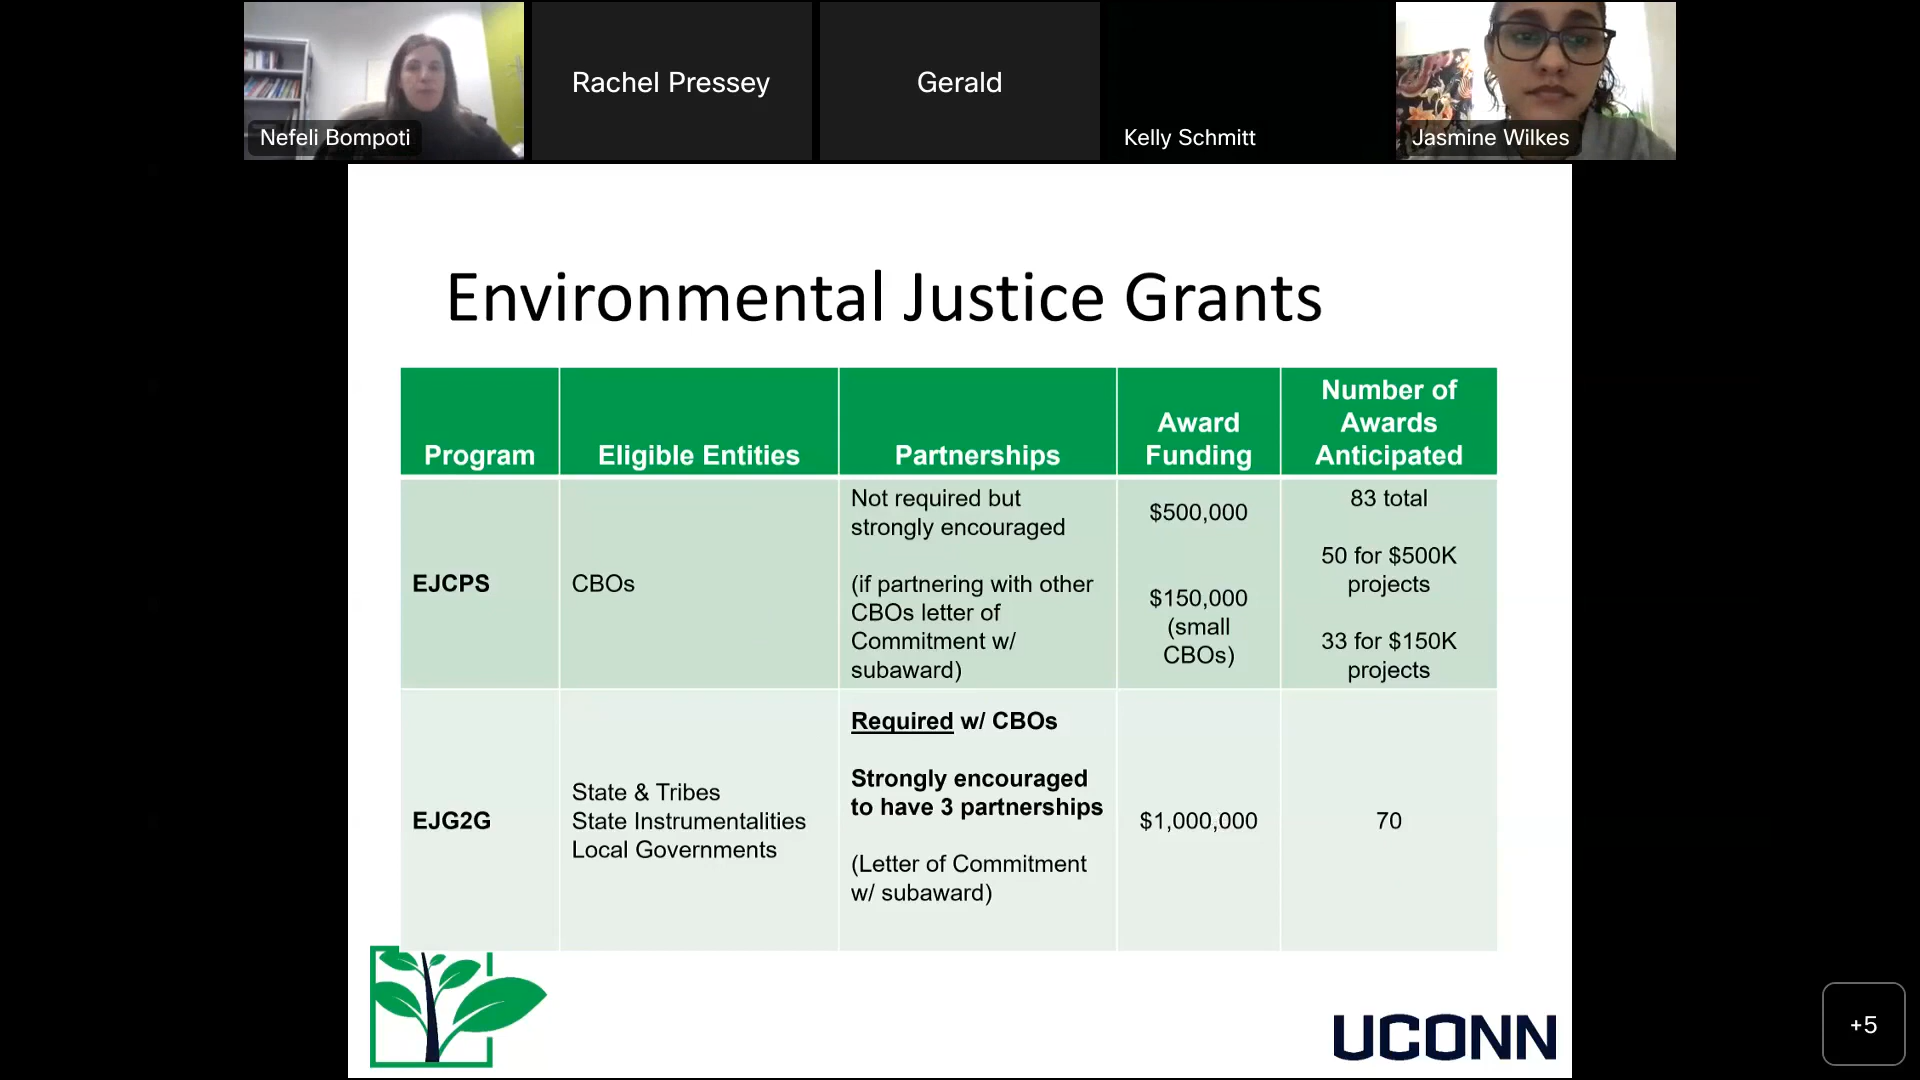 Rachel Pressey
Gerald
Nefeli Bompoti
Kelly Schmitt
Jasmine Wilkes
Environmental Justice Grants
Program
Eligible Entities
Partnerships
Award
Funding
Number of
Awards
Anticipated
EJCPS
CBOs
Not required but
strongly encouraged
(if partnering with other
CBOs letter of
Commitment w/
subaward)
$500,000
$150,000
(small
CBOs)
83 total
50 for $500K
projects
33 for $150K
projects
EJG2G
State & Tribes
State Instrumentalities
Local Governments
Required w/ CBOs
Strongly encouraged
to have 3 partnerships
(Letter of Commitment
w/ subaward)
$1,000,000
70
UCONN
+5